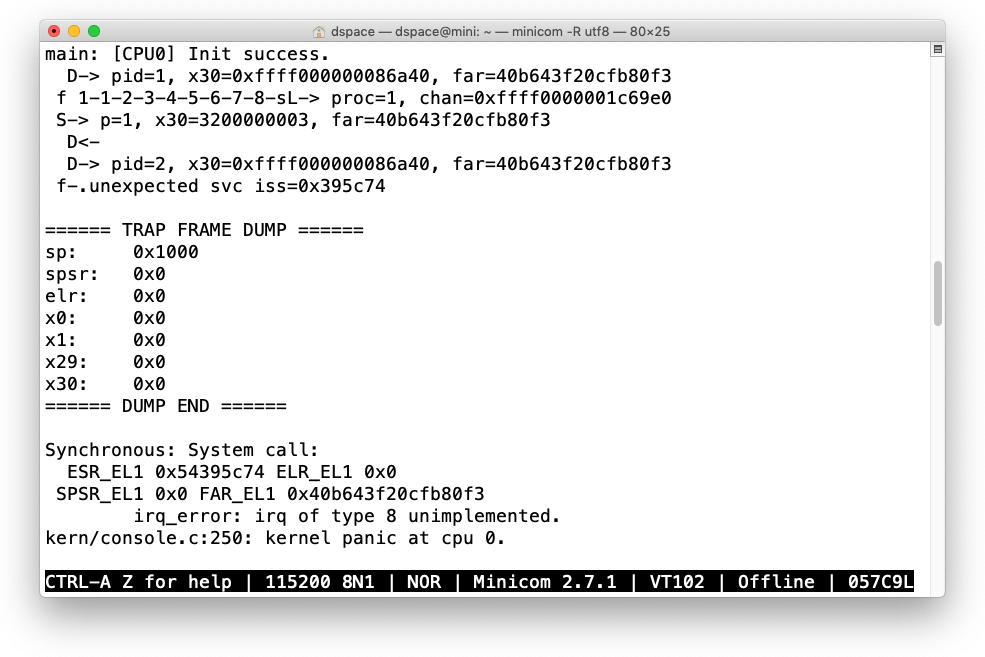 dspace — dspace@mini: ~ — minicom -R utf8 — 80×25
main: [CPU0] Init success.
D-> pid=1, x30=0xffff000000086a40, far=40b643f20cfb80f3
f 1-1-2-3-4-5-6-7-8-sL-> proc=1, chan=0xffff0000001c69e0
S-> p=1, x30=3200000003, far=40b643f20cfb80f3
D<-
D-> pid=2, x30=0xffff000000086a40, far=40b643f20cfb80f3
f-.unexpected svc iss=0x395c74
====== TRAP FRAME DUMP ======
sp: 0x1000
spsr: 0x0
elr: 0x0
x0: 0x0
x1: 0x0
x29: 0x0
x30: 0x0
====== DUMP END ======
Synchronous: System call:
ESR_EL1 0x54395c74 ELR_EL1 0x0
SPSR_EL1 0x0 FAR_EL1 0x40b643f20cfb80f3
irq_error: irq of type 8 unimplemented.
kern/console.c:250: kernel panic at cpu 0.
CTRL-A Z for help | 115200 8N1 | NOR | Minicom 2.7.1 | VT102 | Offline | 057C9L